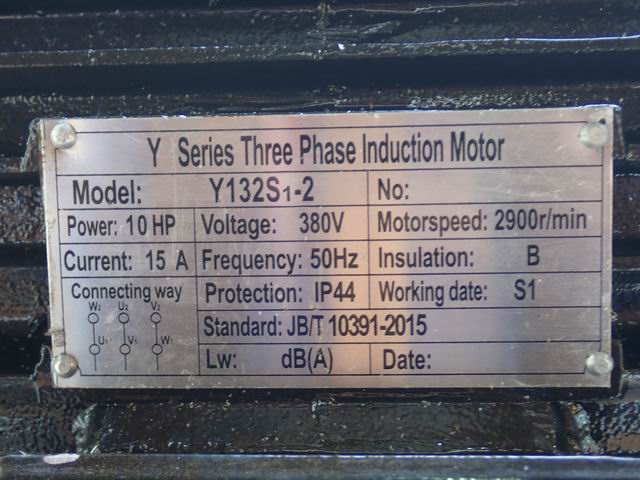 Y Series Three Phase Induction Motor
Model: Y132S1-2 No:
Power: 10 HP Voltage: 380V Motorspeed: 2900r/min
Current: 15 A Frequency: 50Hz Insulation: B
Connecting way Protection: IP44 Working date: S1
W2 U2 V2
Standard: JB/T 10391-2015
U1 V1 W1
Lw: dB(A) Date: